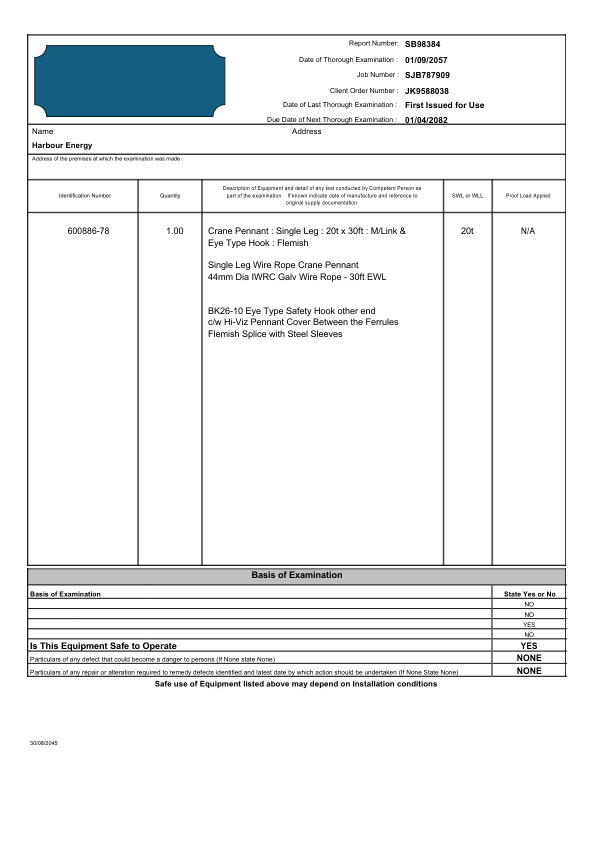 Report Number: SB98384
Date of Thorough Examination : 01/09/2057
Job Number : SJB787909
Client Order Number : JK9588038
Date of Last Thorough Examination : First Issued for Use
Due Date of Next Thorough Examination : 01/04/2082
Name Address
Harbour Energy
Address of the premises at which the examination was made :
Identification Number
Quantity
Description of Equipment and detail of any test conducted by Competent Person as
part of the examination. If known indicate date of manufacture and reference to
original supply documentation
SWL or WLL
Proof Load Applied
600886-78
1.00
Crane Pennant : Single Leg : 20t x 30ft : M/Link &
Eye Type Hook : Flemish
Single Leg Wire Rope Crane Pennant
44mm Dia IWRC Galv Wire Rope - 30ft EWL
BK26-10 Eye Type Safety Hook other end
c/w Hi-Viz Pennant Cover Between the Ferrules
Flemish Splice with Steel Sleeves
20t
N/A
Basis of Examination
Basis of Examination State Yes or No
NO
NO
YES
NO
Is This Equipment Safe to Operate YES
Particulars of any defect that could become a danger to persons (If None state None) NONE
Particulars of any repair or alteration required to remedy defects identified and latest date by which action should be undertaken (If None State None) NONE
Safe use of Equipment listed above may depend on Installation conditions
30/08/2045